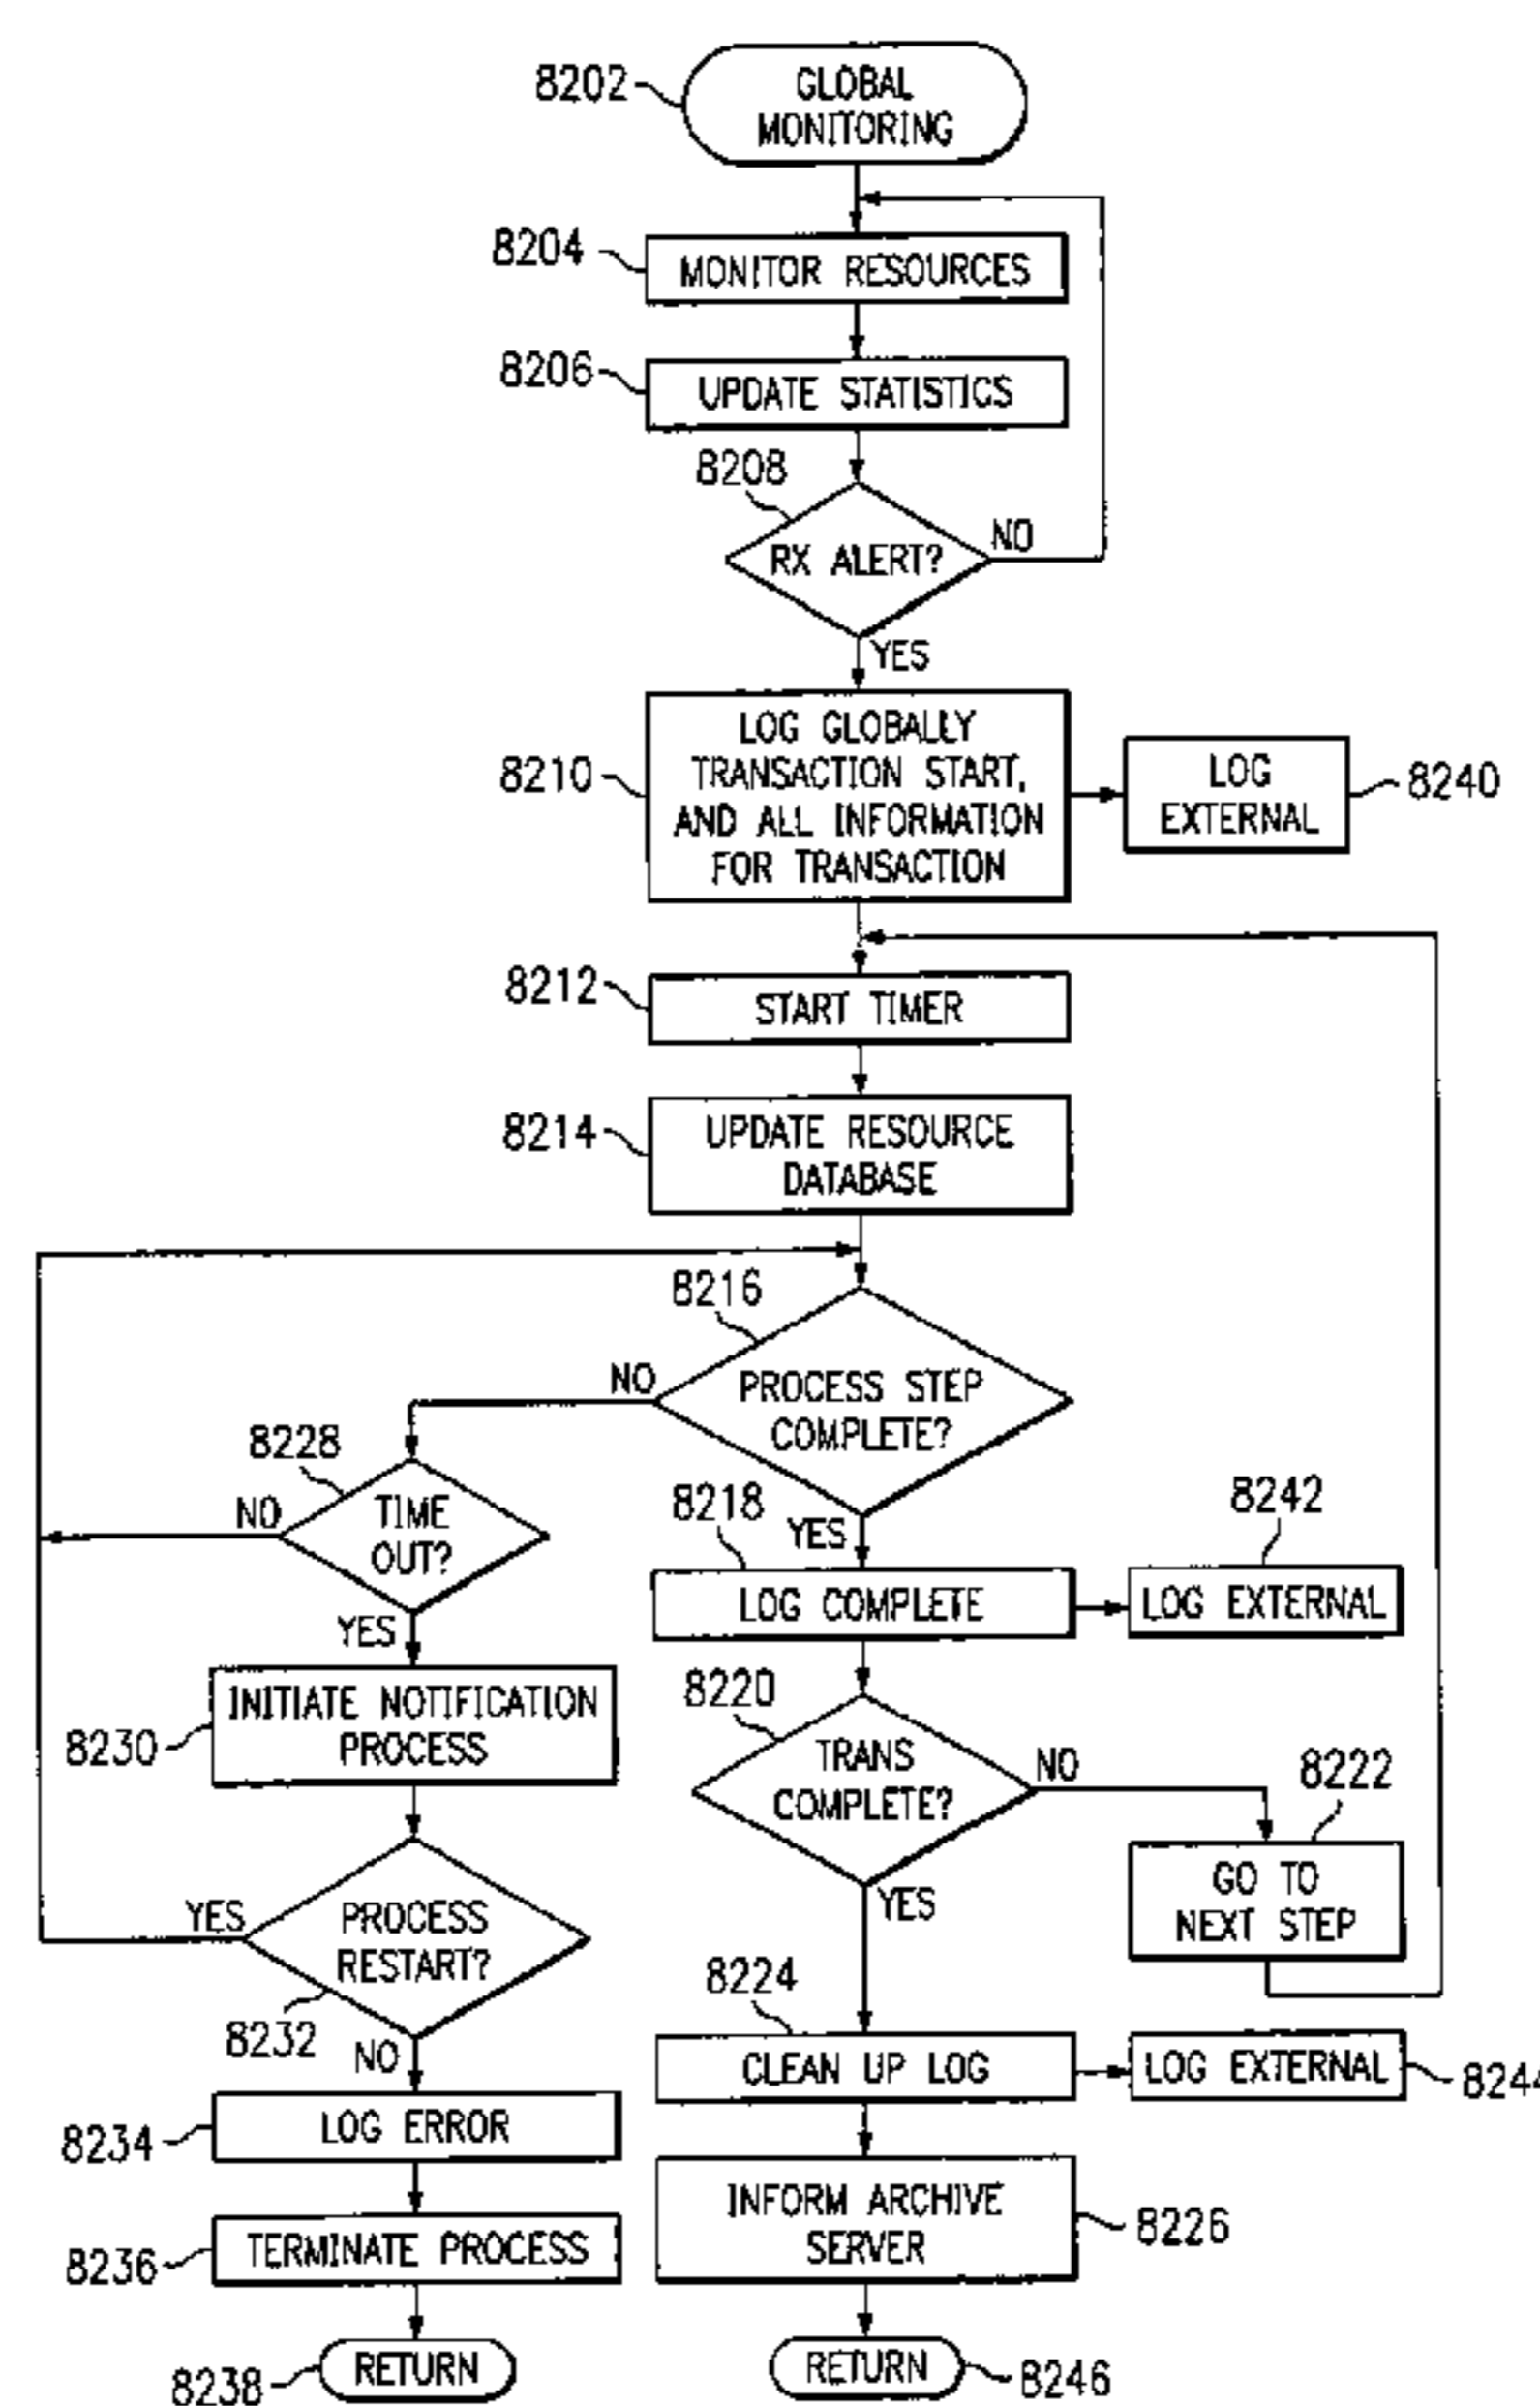 8202
GLOBAL
MONITORING
8204
MONITOR RESOURCES
8206
UPDATE STATISTICS
8208
RX ALERT?
NO
YES
8210
LOG GLOBALLY
TRANSACTION START,
AND ALL INFORMATION
FOR TRANSACTION
LOG
EXTERNAL
8240
8212
START TIMER
8214
UPDATE RESOURCE
DATABASE
8216
NO
PROCESS STEP
COMPLETE?
8228
NO
TIME
OUT?
YES
8218
YES
LOG COMPLETE
8242
LOG EXTERNAL
8230
INITIATE NOTIFICATION
PROCESS
8220
TRANS
COMPLETE?
NO
YES
8222
GO TO
NEXT STEP
YES
PROCESS
RESTART?
8232
NO
8224
CLEAN UP LOG
LOG EXTERNAL
8244
8234
LOG ERROR
INFORM ARCHIVE
SERVER
8226
8236
TERMINATE PROCESS
8238
RETURN
RETURN
8246